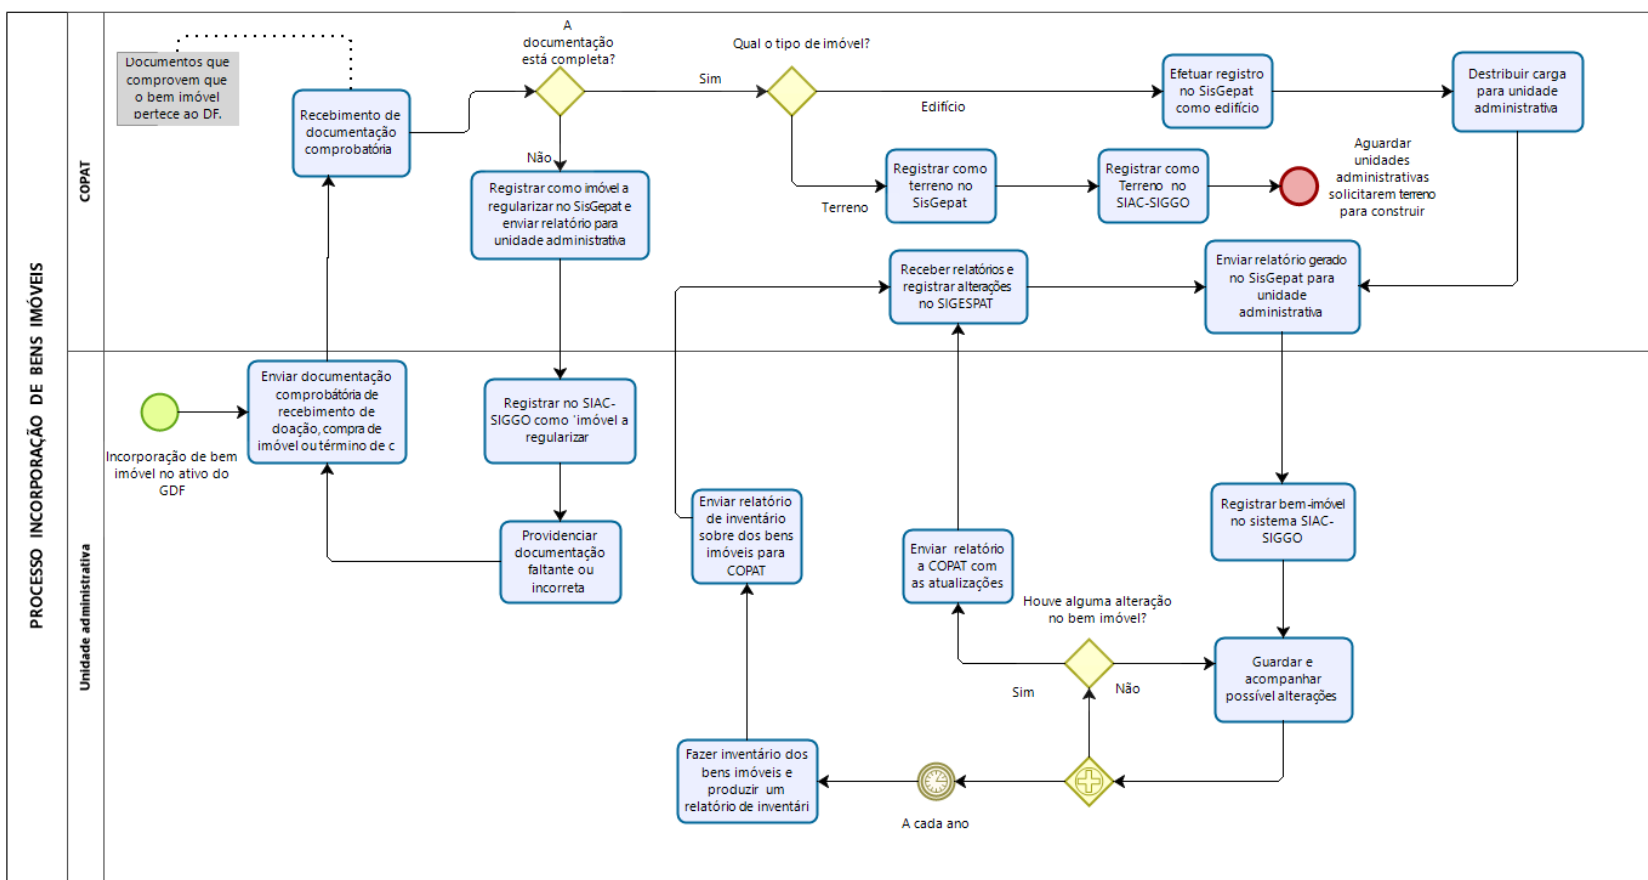 PROCESSO INCORPORAÇÃO DE BENS IMÓVEIS
COPAT
Documentos que
comprovem que
o bem imóvel
pertece ao DF.
Recebimento de
documentação
comprobatória
A
documentação
está completa?
Sim
Não
Qual o tipo de imóvel?
Edifício
Terreno
Efetuar registro
no SisGepat
como edifício
Destribuir carga
para unidade
administrativa
Registrar como imóvel a
regularizar no SisGepat e
enviar relatório para
unidade administrativa
Registrar como
terreno no
SisGepat
Registrar como
Terreno no
SIAC-SIGGO
Aguardar
unidades
administrativas
solicitarem terreno
para construir
Receber relatórios e
registrar alterações
no SIGESPAT
Enviar relatório gerado
no SisGepat para
unidade
administrativa
Unidade administrativa
Incorporação de bem
imóvel no ativo do
GDF
Enviar documentação
comprobátória de
recebimento de
doação, compra de
imóvel ou término de c
Registrar no SIAC-
SIGGO como 'imóvel a
regularizar
Providenciar
documentação
faltante ou
incorreta
Enviar relatório
de inventário
sobre dos bens
imóveis para
COPAT
Enviar relatório
a COPAT com
as atualizações
Registrar bem-imóvel
no sistema SIAC-
SIGGO
Houve alguma alteração
no bem imóvel?
Sim
Não
Guardar e
acompanhar
possível alterações
Fazer inventário dos
bens imóveis e
produzir um
relatório de inventári
A cada ano